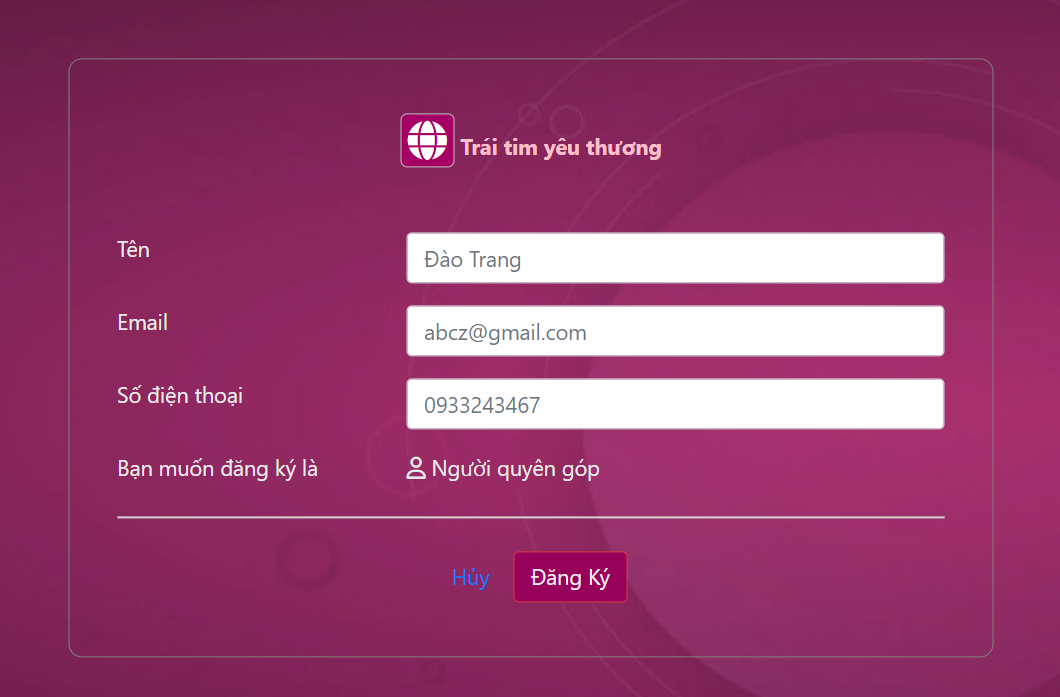 Trái tim yêu thương
Tên
Đào Trang
Email
abcz@gmail.com
Số điện thoại
0933243467
Bạn muốn đăng ký là
Người quyên góp
Hủy
Đăng Ký